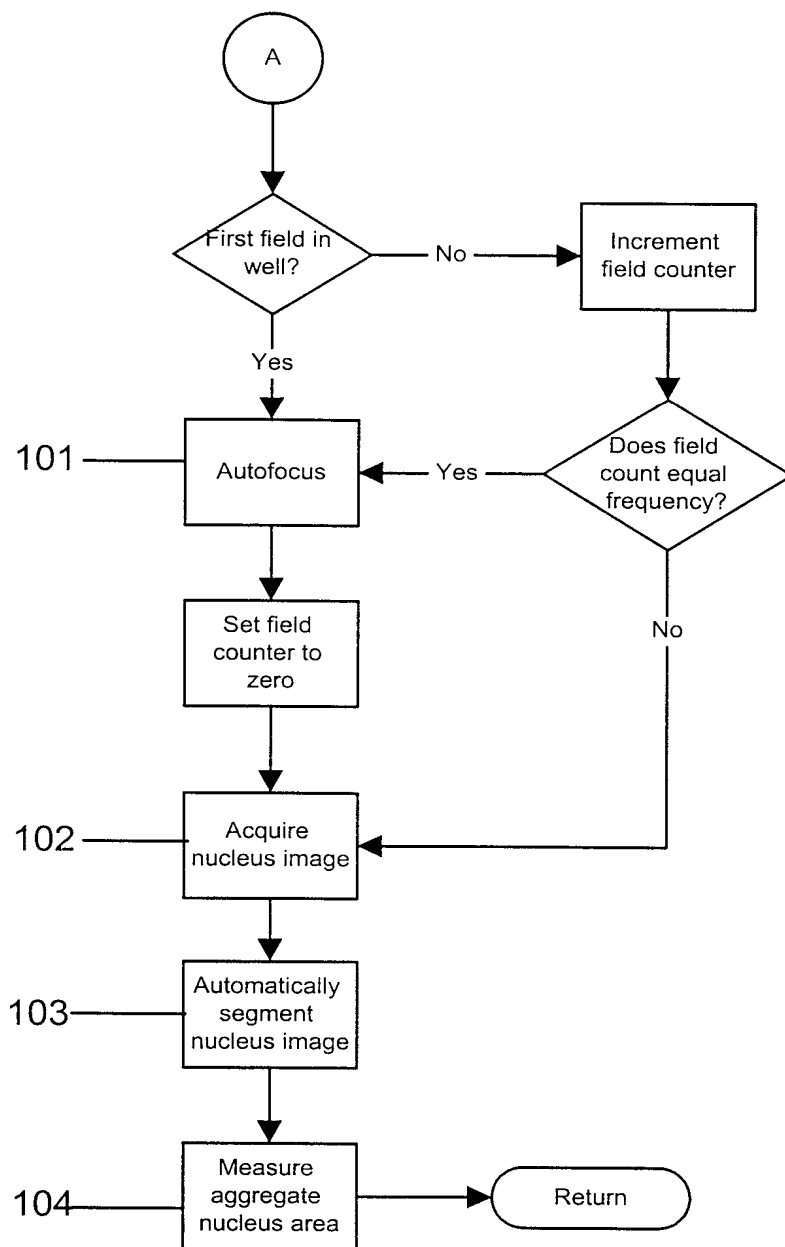 A
First field in
well?
No
Increment
field counter
Yes
101
Autofocus
Yes
Does field
count equal
frequency?
Set field
counter to
zero
No
102
Acquire
nucleus image
103
Automatically
segment
nucleus image
104
Measure
aggregate
nucleus area
Return